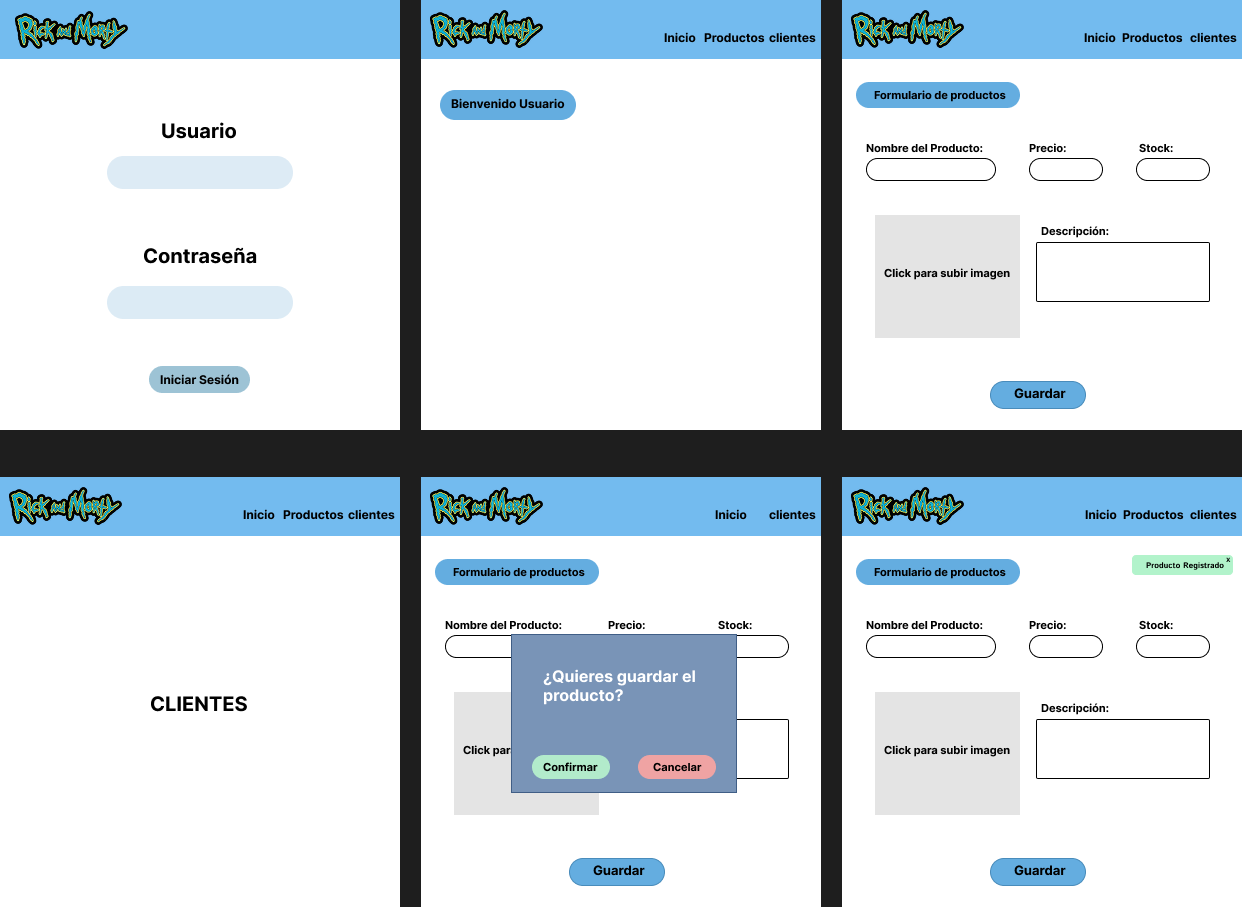 Rick and Morty
Usuario
Contraseña
Iniciar Sesión
Rick and Morty
Inicio Productos clientes
Bienvenido Usuario
Rick and Morty
Inicio Productos clientes
Formulario de productos
Nombre del Producto: Precio: Stock:
Click para subir imagen
Descripción:
Guardar
Rick and Morty
Inicio Productos clientes
CLIENTES
Rick and Morty
Inicio clientes
Formulario de productos
Nombre del Producto: Precio: Stock:
¿Quieres guardar el
producto?
Click par
Confirmar Cancelar
Guardar
Rick and Morty
Inicio Productos clientes
Producto Registrado x
Formulario de productos
Nombre del Producto: Precio: Stock:
Descripción:
Click para subir imagen
Guardar